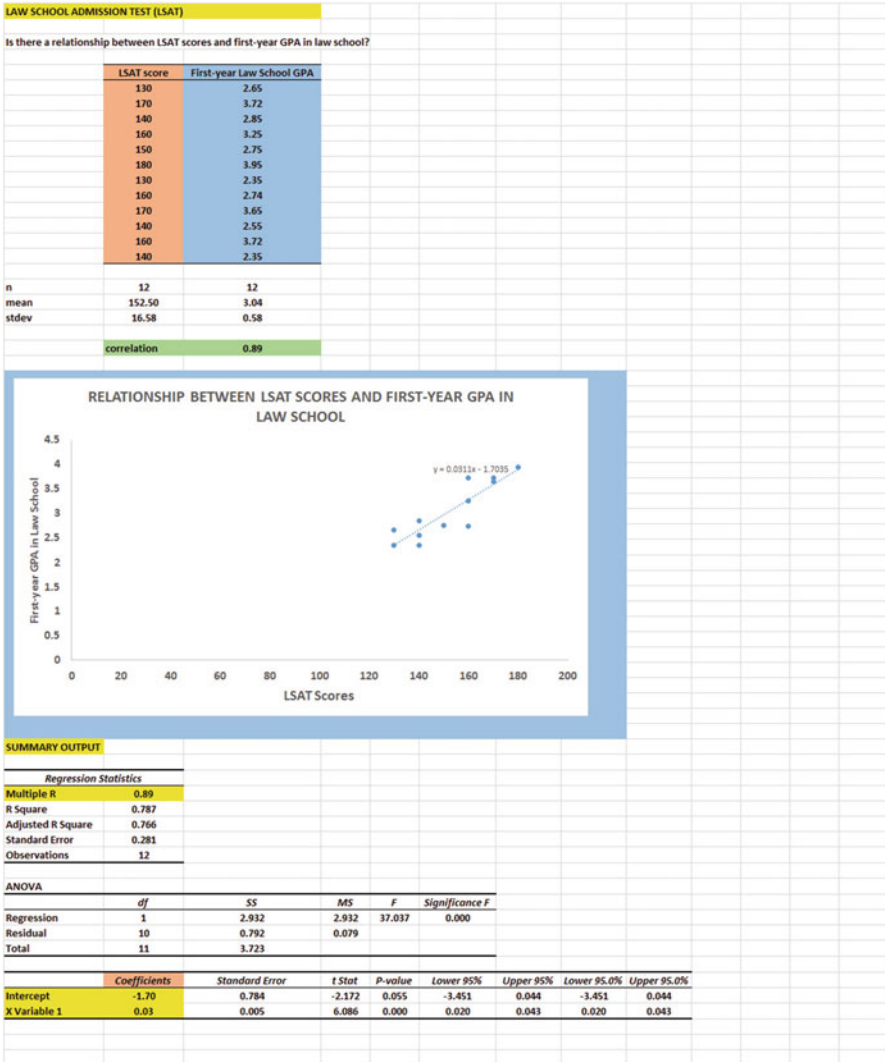 LAW SCHOOL ADMISSION TEST (LSAT)
Is there a relationship between LSAT scores and first-year GPA in law school?
LSAT score First-year Law School GPA
130 2.65
170 3.72
140 2.85
160 3.25
150 2.75
180 3.95
130 2.35
160 2.74
170 3.65
140 2.55
160 3.72
140 2.35
n 12 12
mean 152.50 3.04
stdev 16.58 0.58
correlation 0.89
RELATIONSHIP BETWEEN LSAT SCORES AND FIRST-YEAR GPA IN
LAW SCHOOL
4.5
4
3.5
3
2.5
2
1.5
1
0.5
0
First-year GPA in Law School
y = 0.0311x - 1.7035
0 20 40 60 80 100 120 140 160 180 200
LSAT Scores
SUMMARY OUTPUT
Regression Statistics
Multiple R 0.89
R Square 0.787
Adjusted R Square 0.766
Standard Error 0.281
Observations 12
ANOVA
df SS MS F Significance F
Regression 1 2.932 2.932 37.037 0.000
Residual 10 0.792 0.079
Total 11 3.723
Coefficients Standard Error t Stat P-value Lower 95% Upper 95% Lower 95.0% Upper 95.0%
Intercept -1.70 0.784 -2.172 0.055 -3.451 0.044 -3.451 0.044
X Variable 1 0.03 0.005 6.086 0.000 0.020 0.043 0.020 0.043